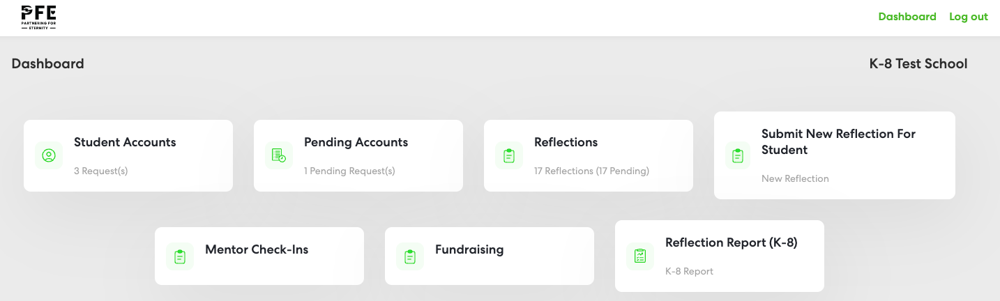 PFE
PARTNERING FOR
ETERNITY
Dashboard Log out
Dashboard
K-8 Test School
Student Accounts
3 Request(s)
Pending Accounts
1 Pending Request(s)
Reflections
17 Reflections (17 Pending)
Submit New Reflection For
Student
New Reflection
Mentor Check-Ins
Fundraising
Reflection Report (K-8)
K-8 Report